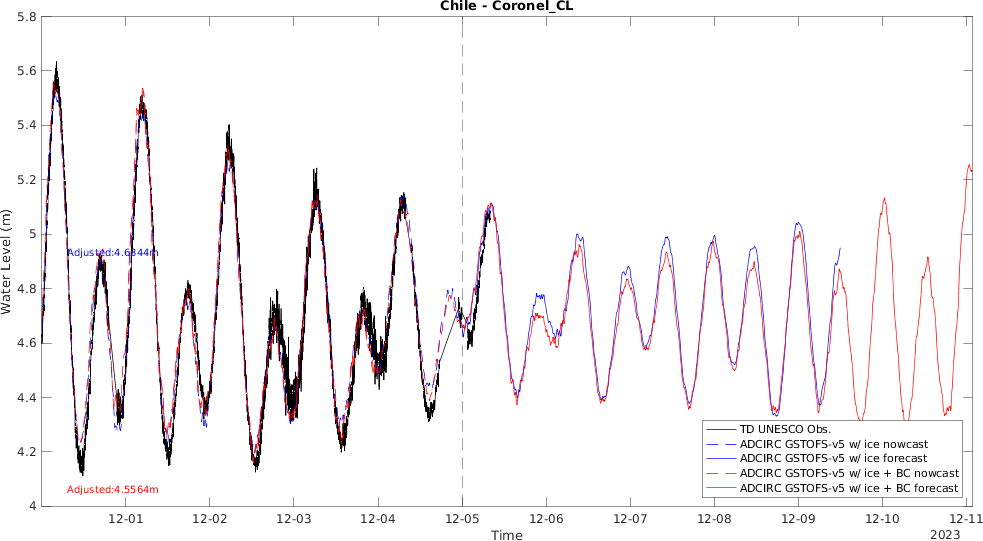 Chile - Coronel_CL
Water Level (m)
5.8
5.6
5.4
5.2
5
4.8
4.6
4.4
4.2
4
Adjusted:4.6344m
Adjusted:4.5564m
TD UNESCO Obs.
ADCIRC GSTOFS-v5 w/ ice nowcast
ADCIRC GSTOFS-v5 w/ ice forecast
ADCIRC GSTOFS-v5 w/ ice + BC nowcast
ADCIRC GSTOFS-v5 w/ ice + BC forecast
12-01 12-02 12-03 12-04 12-05 12-06 12-07 12-08 12-09 12-10 12-11
Time
2023